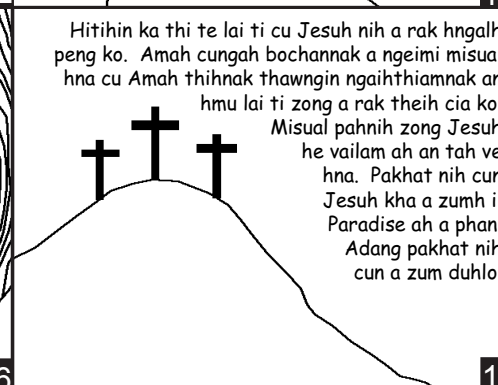 Hitihin ka thi te lai ti cu Jesuh nih a rak hngalh
peng ko. Amah cungah bochannak a ngeimi misual
hna cu Amah thihnak thawngin ngaihthiamnak an
hmu lai ti zong a rak theih cia ko.
Misual pahnih zong Jesuh
he vailam ah an tah ve
hna. Pakhat nih cun
Jesuh kha a zumh i
Paradise ah a phan.
Adang pakhat nih
cun a zum duhlo.
6
1